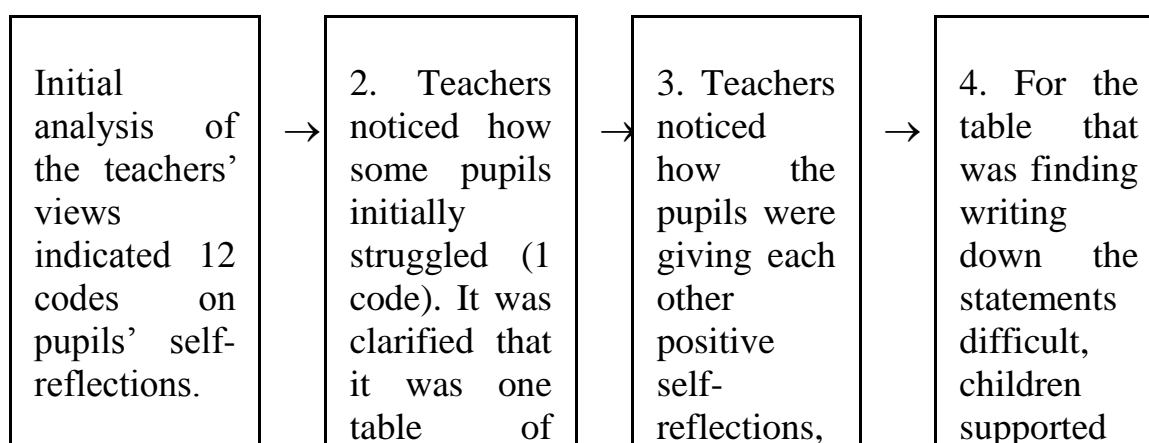 Initial
analysis of
the teachers’
views
indicated 12
codes on
pupils’ self-
reflections.
→
2. Teachers
noticed how
some pupils
initially
struggled (1
code). It was
clarified that
it was one
table of
→
3. Teachers
noticed
how the
pupils were
giving each
other
positive
self-
reflections,
→
4. For the
table that
was finding
writing
down the
statements
difficult,
children
supported